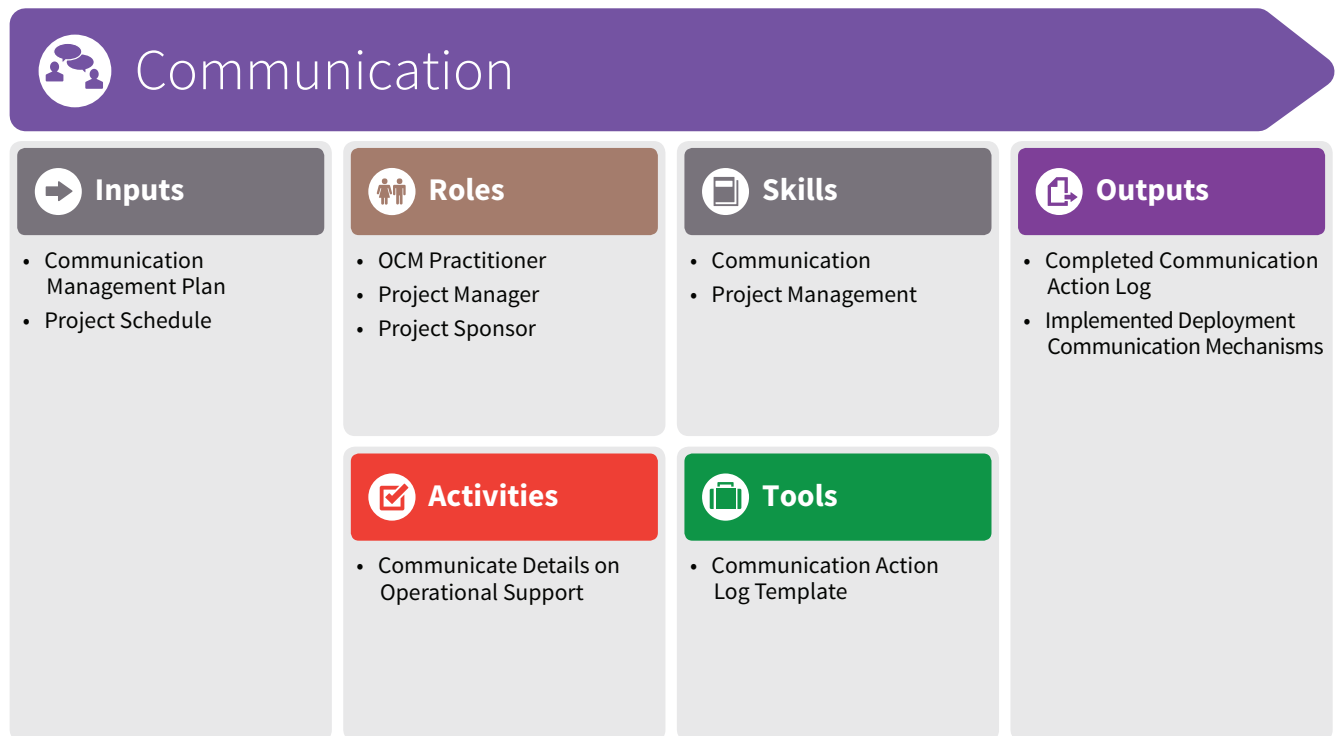 Communication
Inputs
• Communication
Management Plan
• Project Schedule
Roles
• OCM Practitioner
• Project Manager
• Project Sponsor
Skills
• Communication
• Project Management
Outputs
• Completed Communication
Action Log
• Implemented Deployment
Communication Mechanisms
Activities
• Communicate Details on
Operational Support
Tools
• Communication Action
Log Template